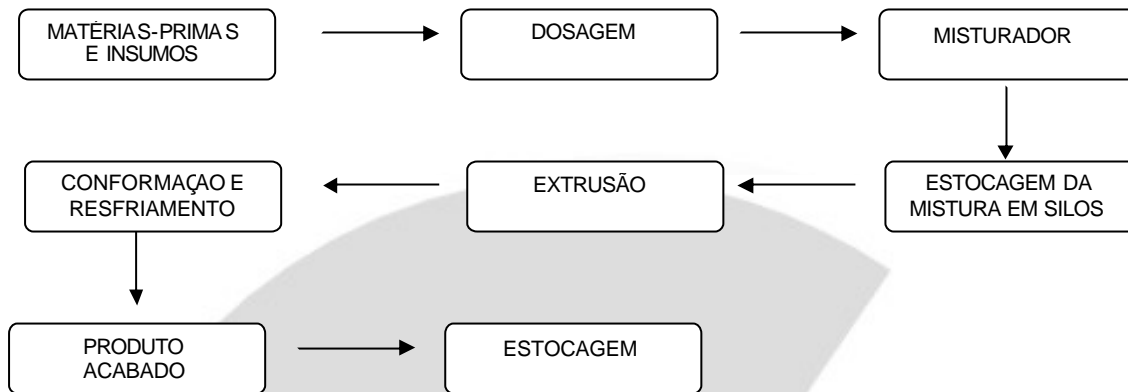 MATÉRIAS-PRIMAS
E INSUMOS
DOSAGEM
MISTURADOR
ESTOCAGEM DA
MISTURA EM SILOS
EXTRUSÃO
CONFORMAÇAO E
RESFRIAMENTO
PRODUTO
ACABADO
ESTOCAGEM